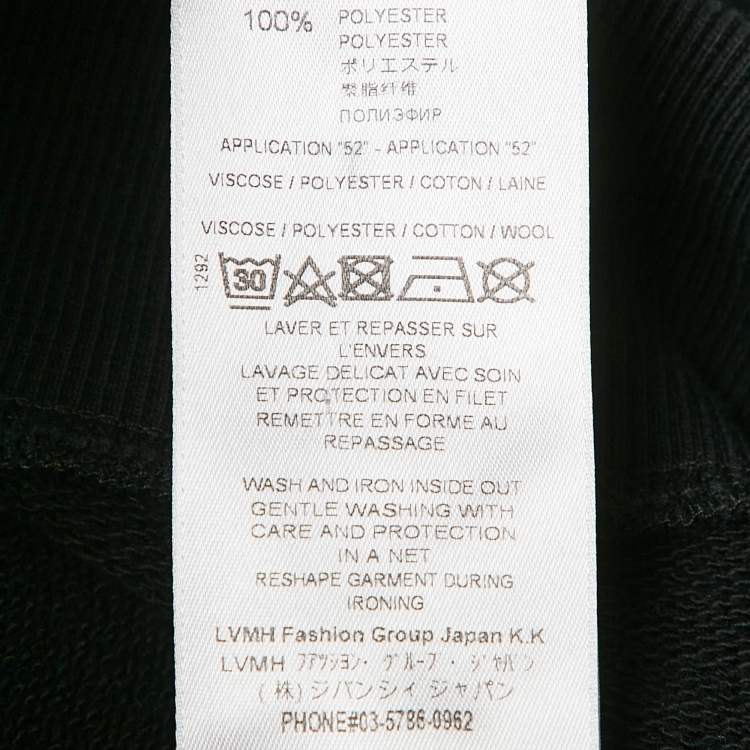 100% POLYESTER
POLYESTER
ポリエステル
聚脂纤维
ПОЛИЭФИР
APPLICATION "52" - APPLICATION "52"
VISCOSE / POLYESTER / COTON / LAINE
VISCOSE / POLYESTER / COTTON / WOOL
1292
30
LAVER ET REPASSER SUR
L'ENVERS
LAVAGE DELICAT AVEC SOIN
ET PROTECTION EN FILET
REMETTRE EN FORME AU
REPASSAGE
WASH AND IRON INSIDE OUT
GENTLE WASHING WITH
CARE AND PROTECTION
IN A NET
RESHAPE GARMENT DURING
IRONING
LVMH Fashion Group Japan K.K
LVMH ファッション・グループ・ジャパン
(株) ジバンシィ ジャパン
PHONE#03-5786-0962